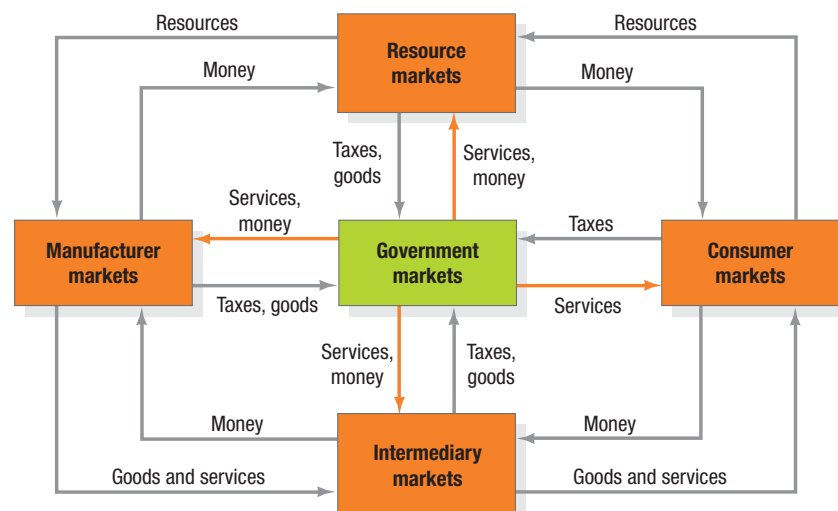 Resources
Resource
markets
Resources
Money
Money
Taxes,
goods
Services,
money
Services,
money
Manufacturer
markets
Government
markets
Taxes
Consumer
markets
Taxes, goods
Services
Services,
money
Taxes,
goods
Money
Intermediary
markets
Money
Goods and services
Goods and services